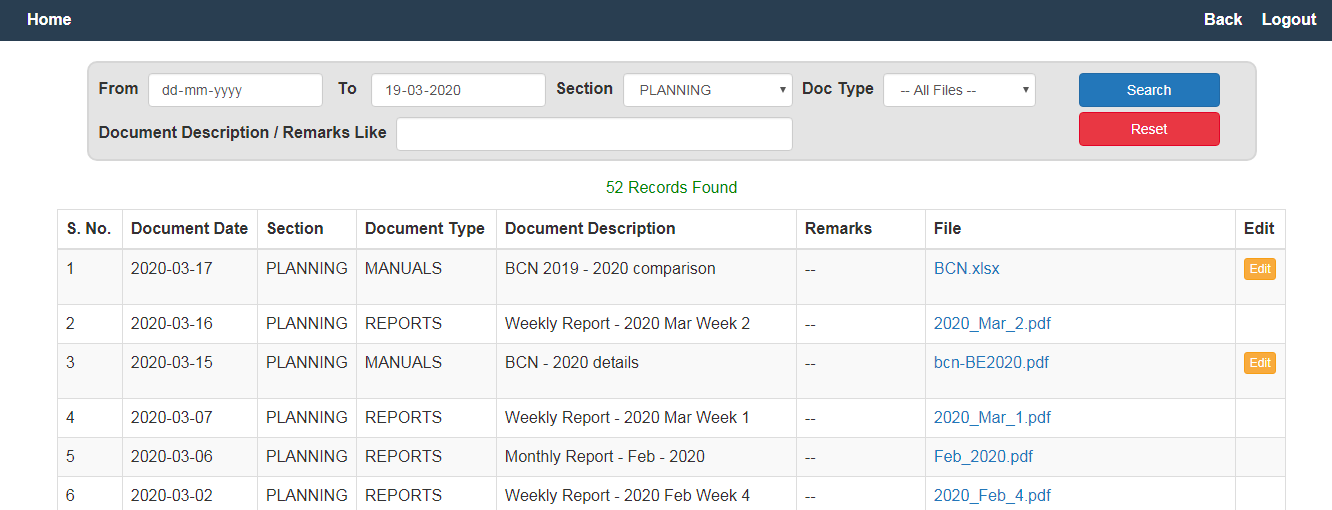 Home Back Logout
From dd-mm-yyyy To 19-03-2020 Section PLANNING Doc Type -- All Files -- Search
Document Description / Remarks Like Reset
52 Records Found
S. No. Document Date Section Document Type Document Description Remarks File Edit
1 2020-03-17 PLANNING MANUALS BCN 2019 - 2020 comparison -- BCN.xlsx Edit
2 2020-03-16 PLANNING REPORTS Weekly Report - 2020 Mar Week 2 -- 2020_Mar_2.pdf
3 2020-03-15 PLANNING MANUALS BCN - 2020 details -- bcn-BE2020.pdf Edit
4 2020-03-07 PLANNING REPORTS Weekly Report - 2020 Mar Week 1 -- 2020_Mar_1.pdf
5 2020-03-06 PLANNING REPORTS Monthly Report - Feb - 2020 -- Feb_2020.pdf
6 2020-03-02 PLANNING REPORTS Weekly Report - 2020 Feb Week 4 -- 2020_Feb_4.pdf